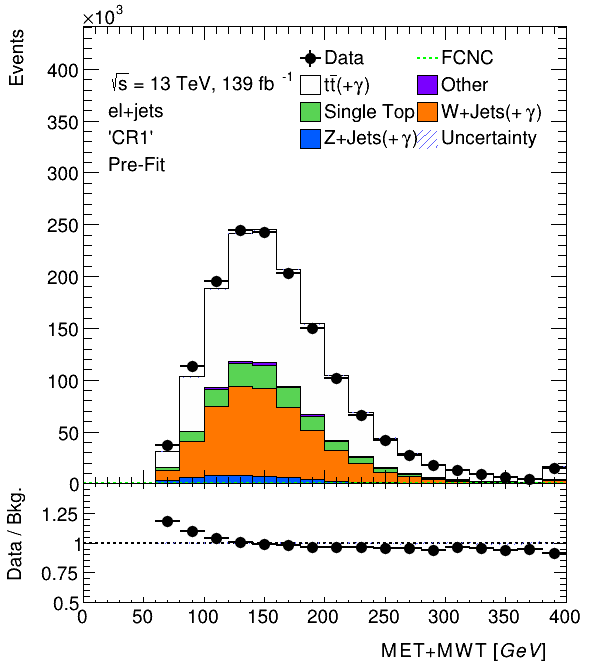 ×10³
Events
400
350
300
250
200
150
100
50
0
√s = 13 TeV, 139 fb⁻¹
el+jets
'CR1'
Pre-Fit
Data
FCNC
tt̄(+γ)
Other
Single Top
W+Jets(+γ)
Z+Jets(+γ)
Uncertainty
Data / Bkg.
1.25
1
0.75
0.5
0 50 100 150 200 250 300 350 400
MET+MWT [GeV]